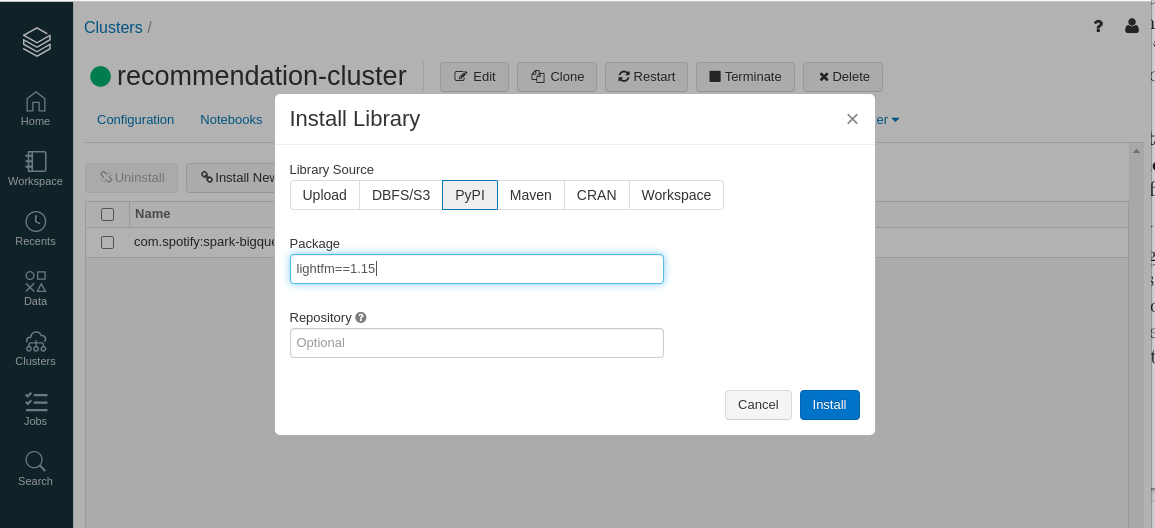 Clusters /
?
recommendation-cluster
Edit
Clone
Restart
Terminate
Delete
Home
Workspace
Recents
Data
Clusters
Jobs
Search
Configuration
Notebooks
er
Uninstall
Install New
Name
com.spotify:spark-bigque
Install Library
×
Library Source
Upload
DBFS/S3
PyPI
Maven
CRAN
Workspace
Package
lightfm==1.15
Repository ?
Optional
Cancel
Install